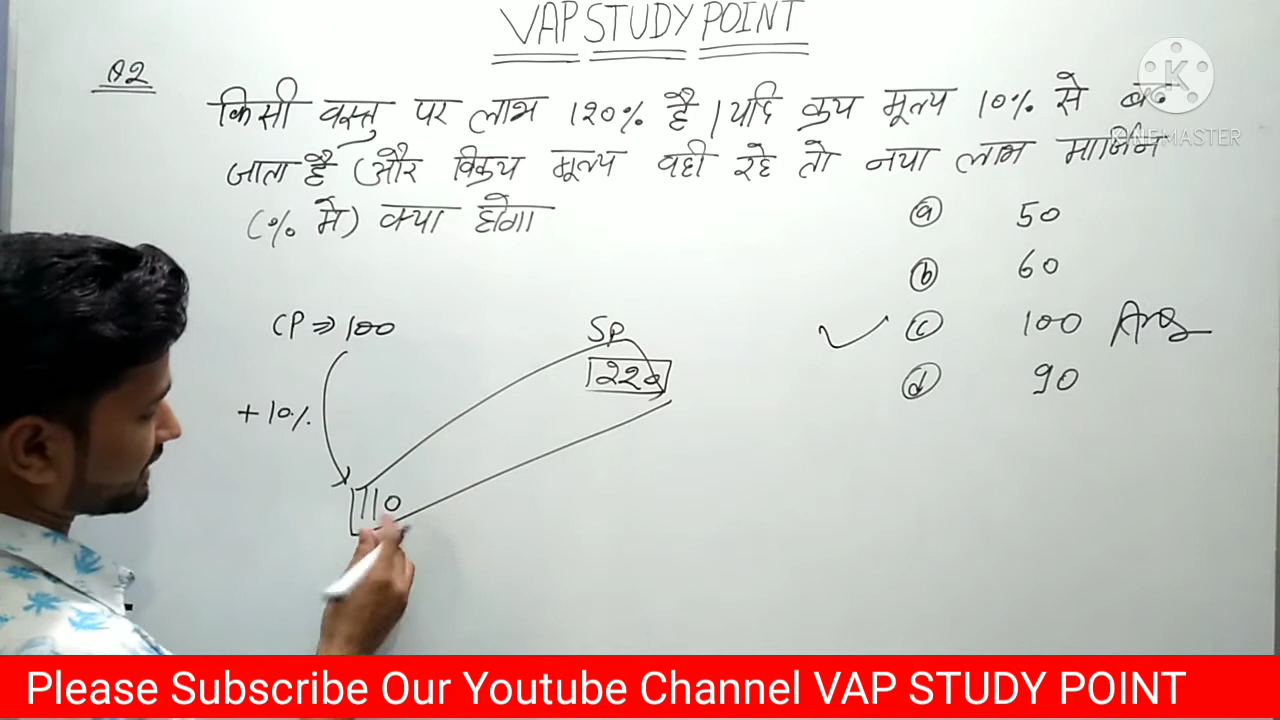 VAP STUDY POINT
Q2
किसी वस्तु पर लाभ 120% है। यदि क्रय मूल्य 10% से बढ
जाता है और विक्रय मूल्य वही रहे तो नया लाभ मार्जिन
(% में) क्या होगा
(a) 50
(b) 60
(c) 100 Ans
(d) 90
CP ⇒ 100
SP
220
+10%
110
K
KINEMASTER
Please Subscribe Our Youtube Channel VAP STUDY POINT